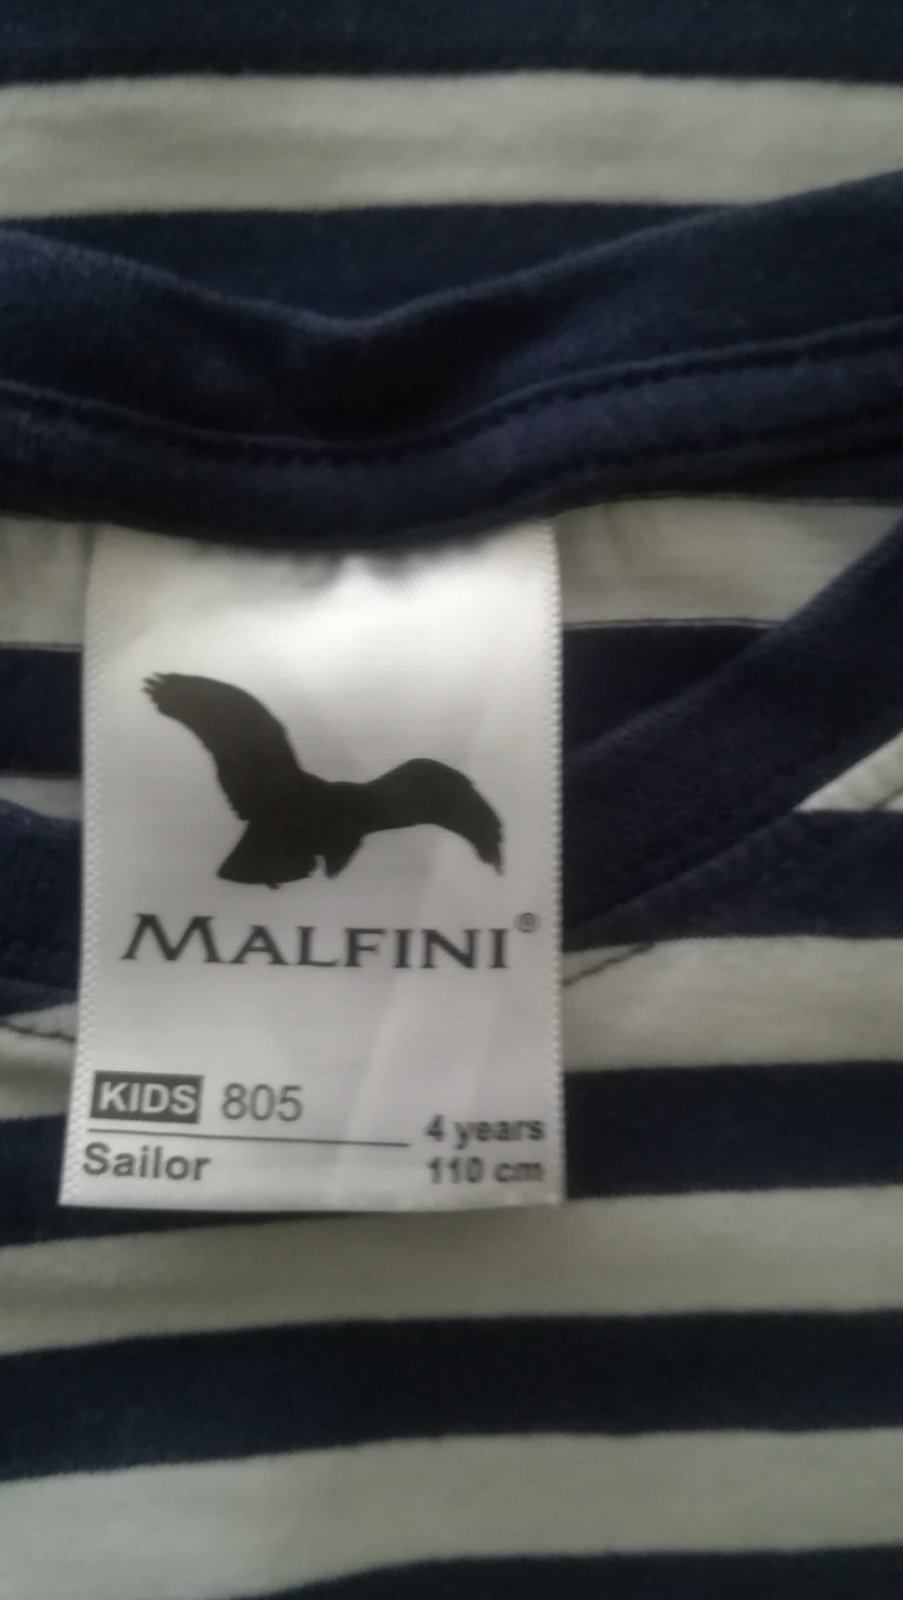 MALFINI®
KIDS 805
Sailor
4 years
110 cm